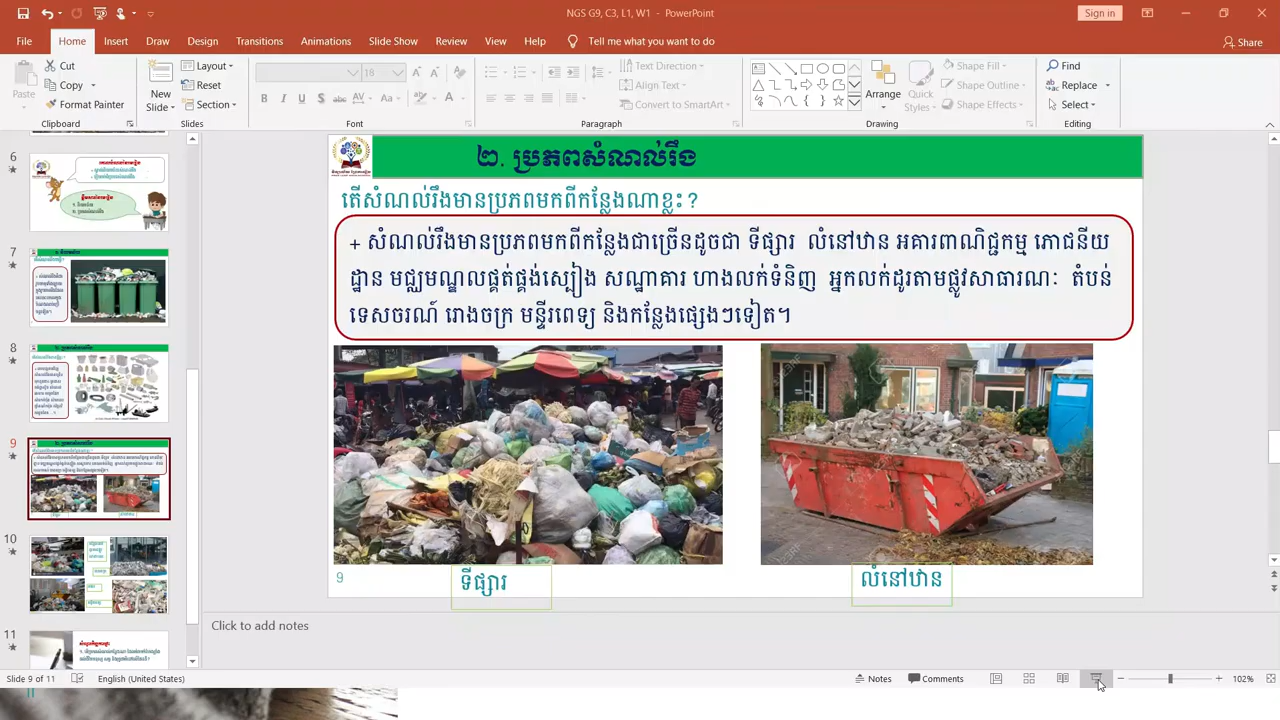 NGS G9, C3, L1, W1 - PowerPoint
Sign in
File Home Insert Draw Design Transitions Animations Slide Show Review View Help Tell me what you want to do Share
Paste Cut Copy Format Painter Clipboard
New Slide Layout Reset Section Slides
18 Font
Text Direction Align Text Convert to SmartArt Paragraph
Arrange Quick Styles Shape Fill Shape Outline Shape Effects Drawing
Find Replace Select Editing
6
7
8
9
10
11
២. ប្រភពសំណល់រឹង
តើសំណល់រឹងមានប្រភពមកពីកន្លែងណាខ្លះ?
+ សំណល់រឹងមានប្រភពមកពីកន្លែងជាច្រើនដូចជា ទីផ្សារ លំនៅឋាន អគារពាណិជ្ជកម្ម ភោជនីយ
ដ្ឋាន មជ្ឈមណ្ឌលផ្គត់ផ្គង់ស្បៀង សណ្ឋាគារ ហាងលក់ទំនិញ អ្នកលក់ដូរតាមផ្លូវសាធារណៈ តំបន់
ទេសចរណ៍ រោងចក្រ មន្ទីរពេទ្យ និងកន្លែងផ្សេងៗទៀត។
9
ទីផ្សារ
លំនៅឋាន
Click to add notes
Slide 9 of 11 English (United States) Notes Comments 102%